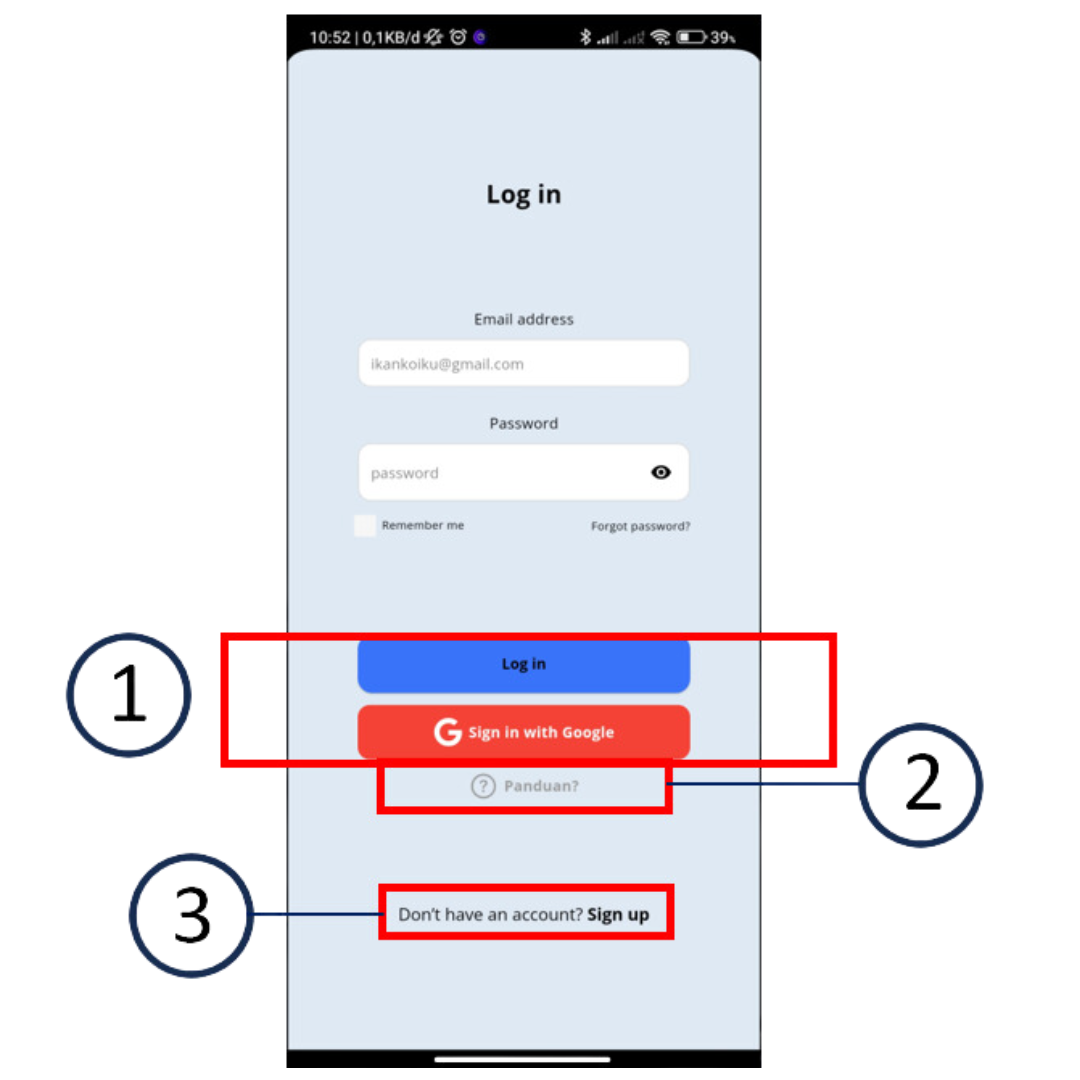 10:52 | 0,1KB/d 39%
Log in
Email address
ikankoiku@gmail.com
Password
password
Remember me Forgot password?
Log in
1
G Sign in with Google
2
? Panduan?
3
Don't have an account? Sign up